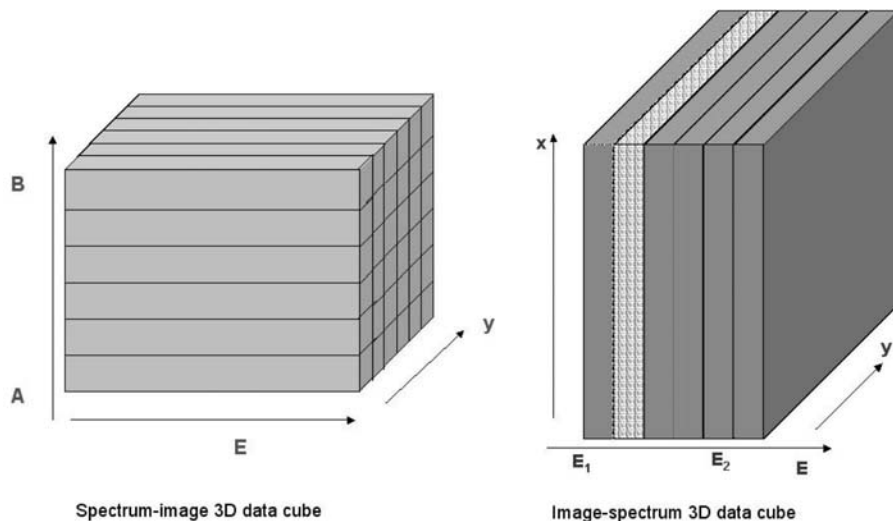 B
A
E
y
Spectrum-image 3D data cube
x
y
E₁
E₂
E
Image-spectrum 3D data cube